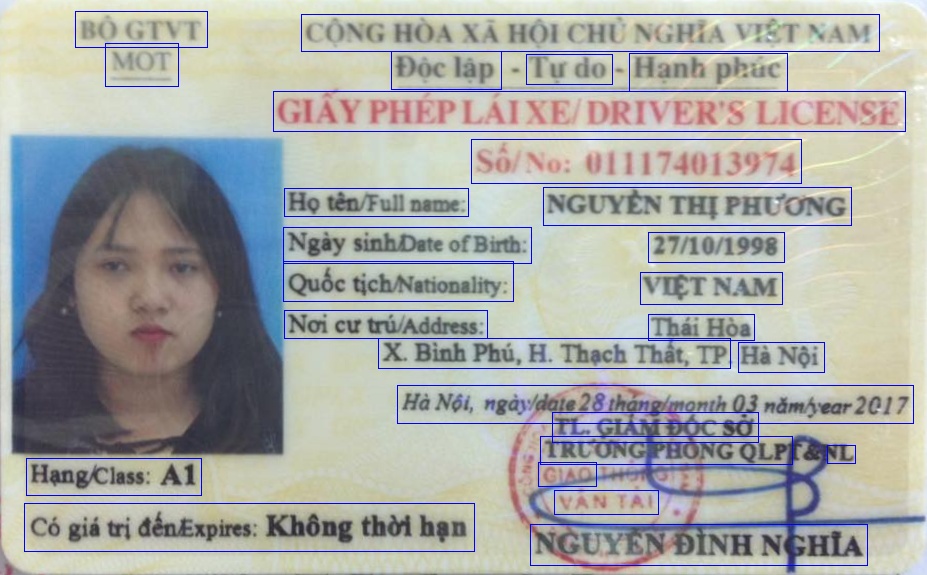 BỘ GTVT
MOT
CỘNG HÒA XÃ HỘI CHỦ NGHĨA VIỆT NAM
Độc lập - Tự do - Hạnh phúc
GIẤY PHÉP LÁI XE/ DRIVER'S LICENSE
Số/ No: 011174013974
Họ tên/Full name: NGUYỄN THỊ PHƯƠNG
Ngày sinh/Date of Birth: 27/10/1998
Quốc tịch/Nationality: VIỆT NAM
Nơi cư trú/Address: Thái Hòa
X. Bình Phú, H. Thạch Thất, TP. Hà Nội
Hà Nội, ngày/date 28 tháng/month 03 năm/year 2017
TL. GIÁM ĐỐC SỞ
TRƯỞNG PHÒNG QLPT&NL
GIAO THÔNG
VẬN TẢI
Hạng/Class: A1
Có giá trị đến/Expires: Không thời hạn
NGUYỄN ĐÌNH NGHĨA